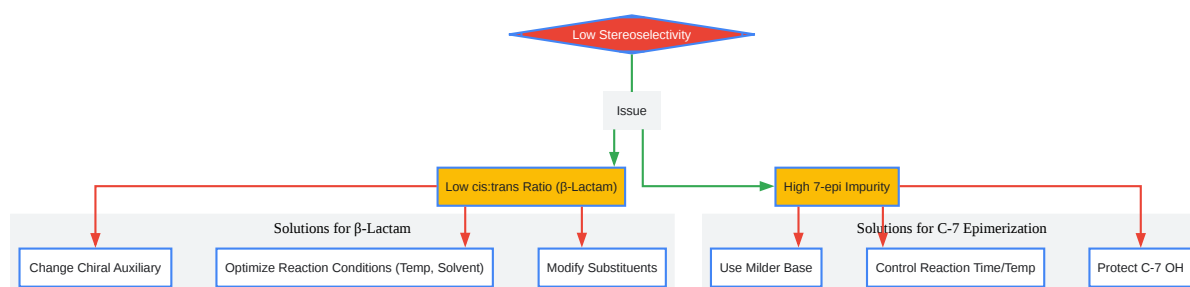 Low Stereoselectivity
Issue
Low cis:trans Ratio (β-Lactam)
High 7-epi Impurity
Solutions for β-Lactam
Solutions for C-7 Epimerization
Change Chiral Auxiliary
Optimize Reaction Conditions (Temp, Solvent)
Modify Substituents
Use Milder Base
Control Reaction Time/Temp
Protect C-7 OH